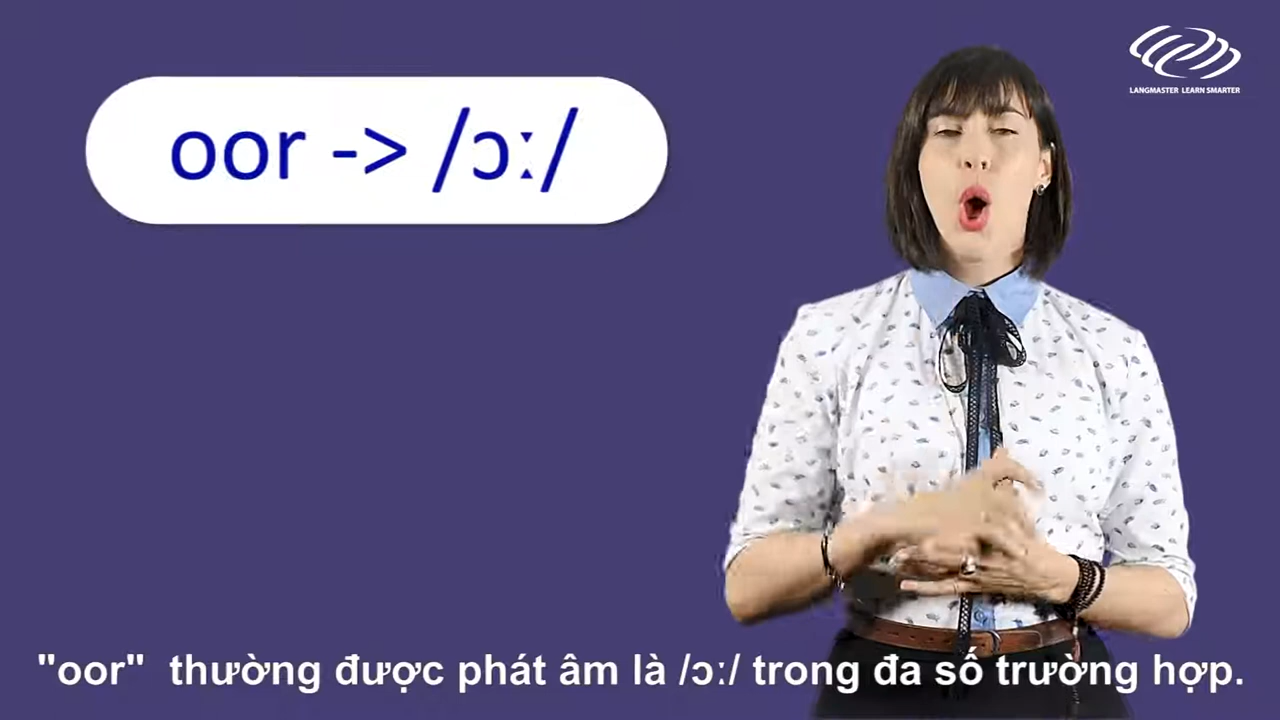 LANGMASTER LEARN SMARTER
oor -> /ɔː/
"oor" thường được phát âm là /ɔː/ trong đa số trường hợp.